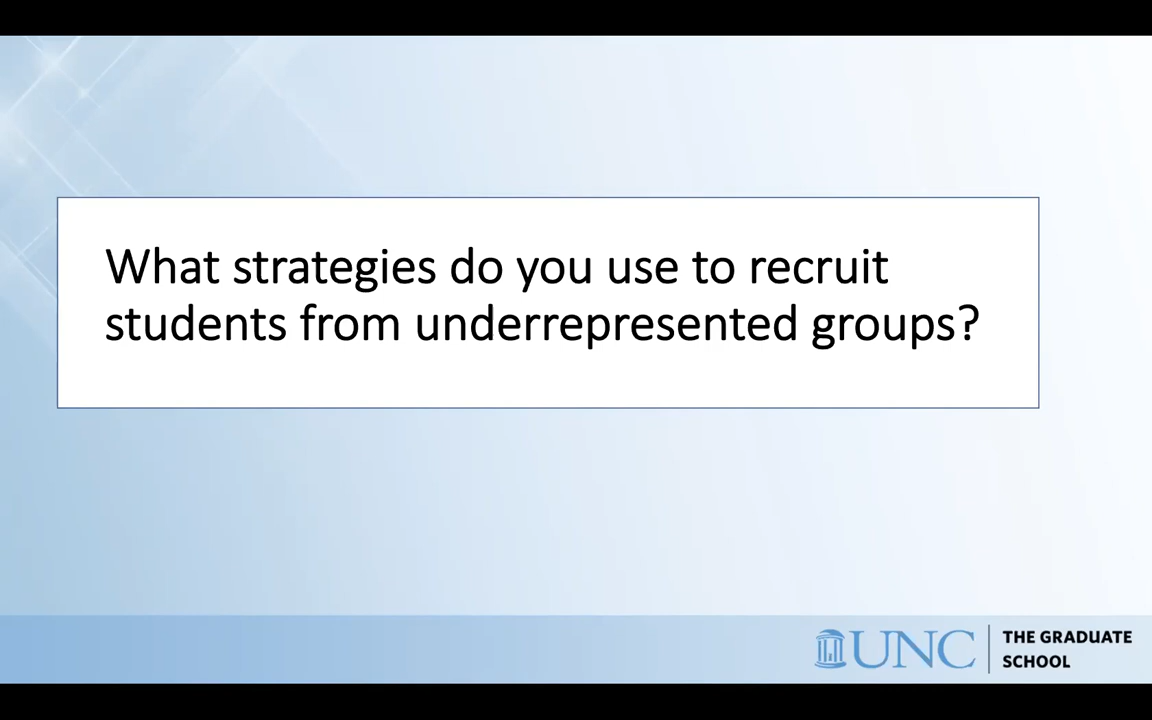 What strategies do you use to recruit
students from underrepresented groups?
UNC
THE GRADUATE
SCHOOL